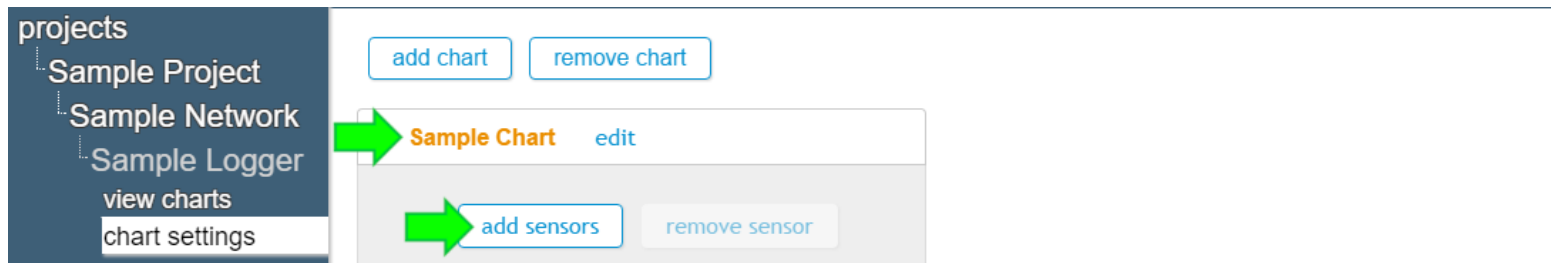 projects
Sample Project
Sample Network
Sample Logger
view charts
chart settings
add chart remove chart
Sample Chart edit
add sensors remove sensor